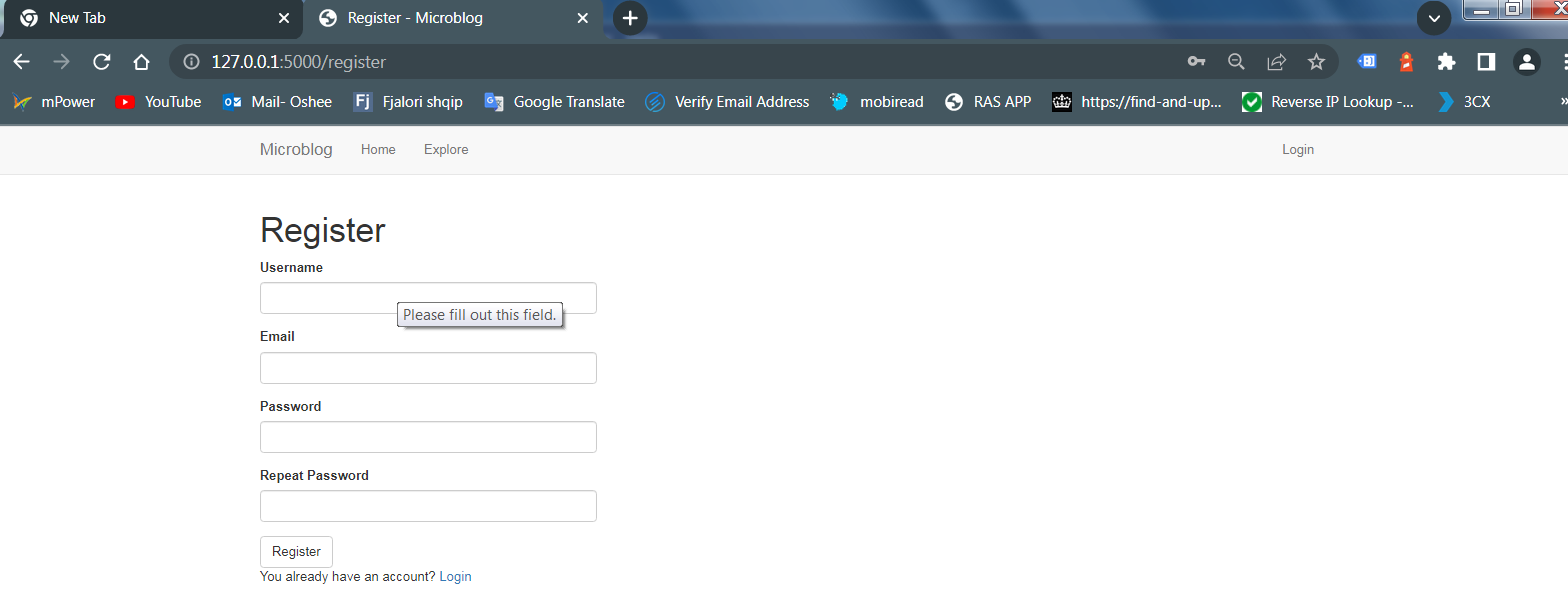 New Tab
Register - Microblog
127.0.0.1:5000/register
mPower YouTube Mail- Oshee Fj Fjalori shqip Google Translate Verify Email Address mobiread RAS APP https://find-and-up... Reverse IP Lookup -... 3CX »
Microblog Home Explore Login
Register
Username
Please fill out this field.
Email
Password
Repeat Password
Register
You already have an account? Login